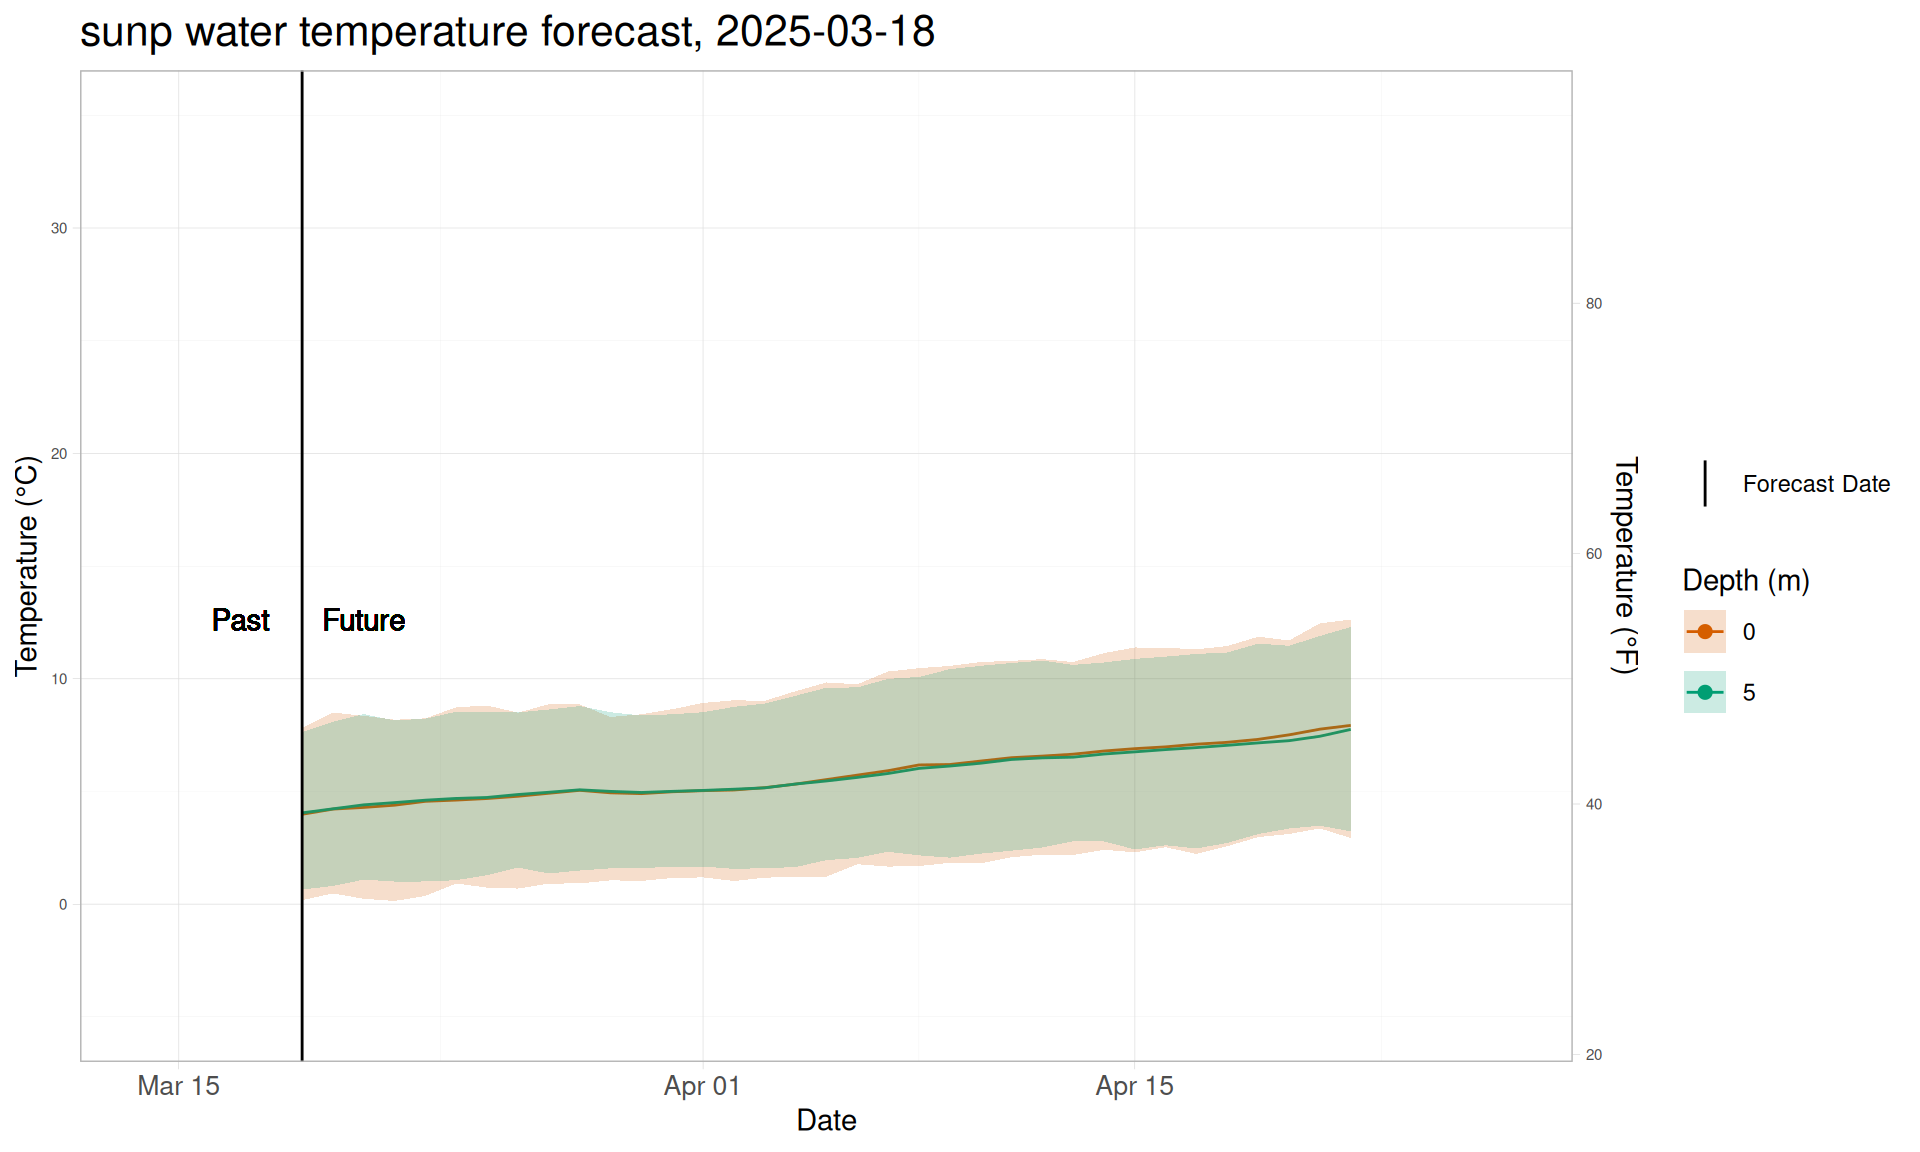 sunp water temperature forecast, 2025-03-18
30
20
10
0
Temperature (°C)
Past
Future
80
60
40
20
Temperature (°F)
Mar 15
Apr 01
Apr 15
Date
Forecast Date
Depth (m)
0
5